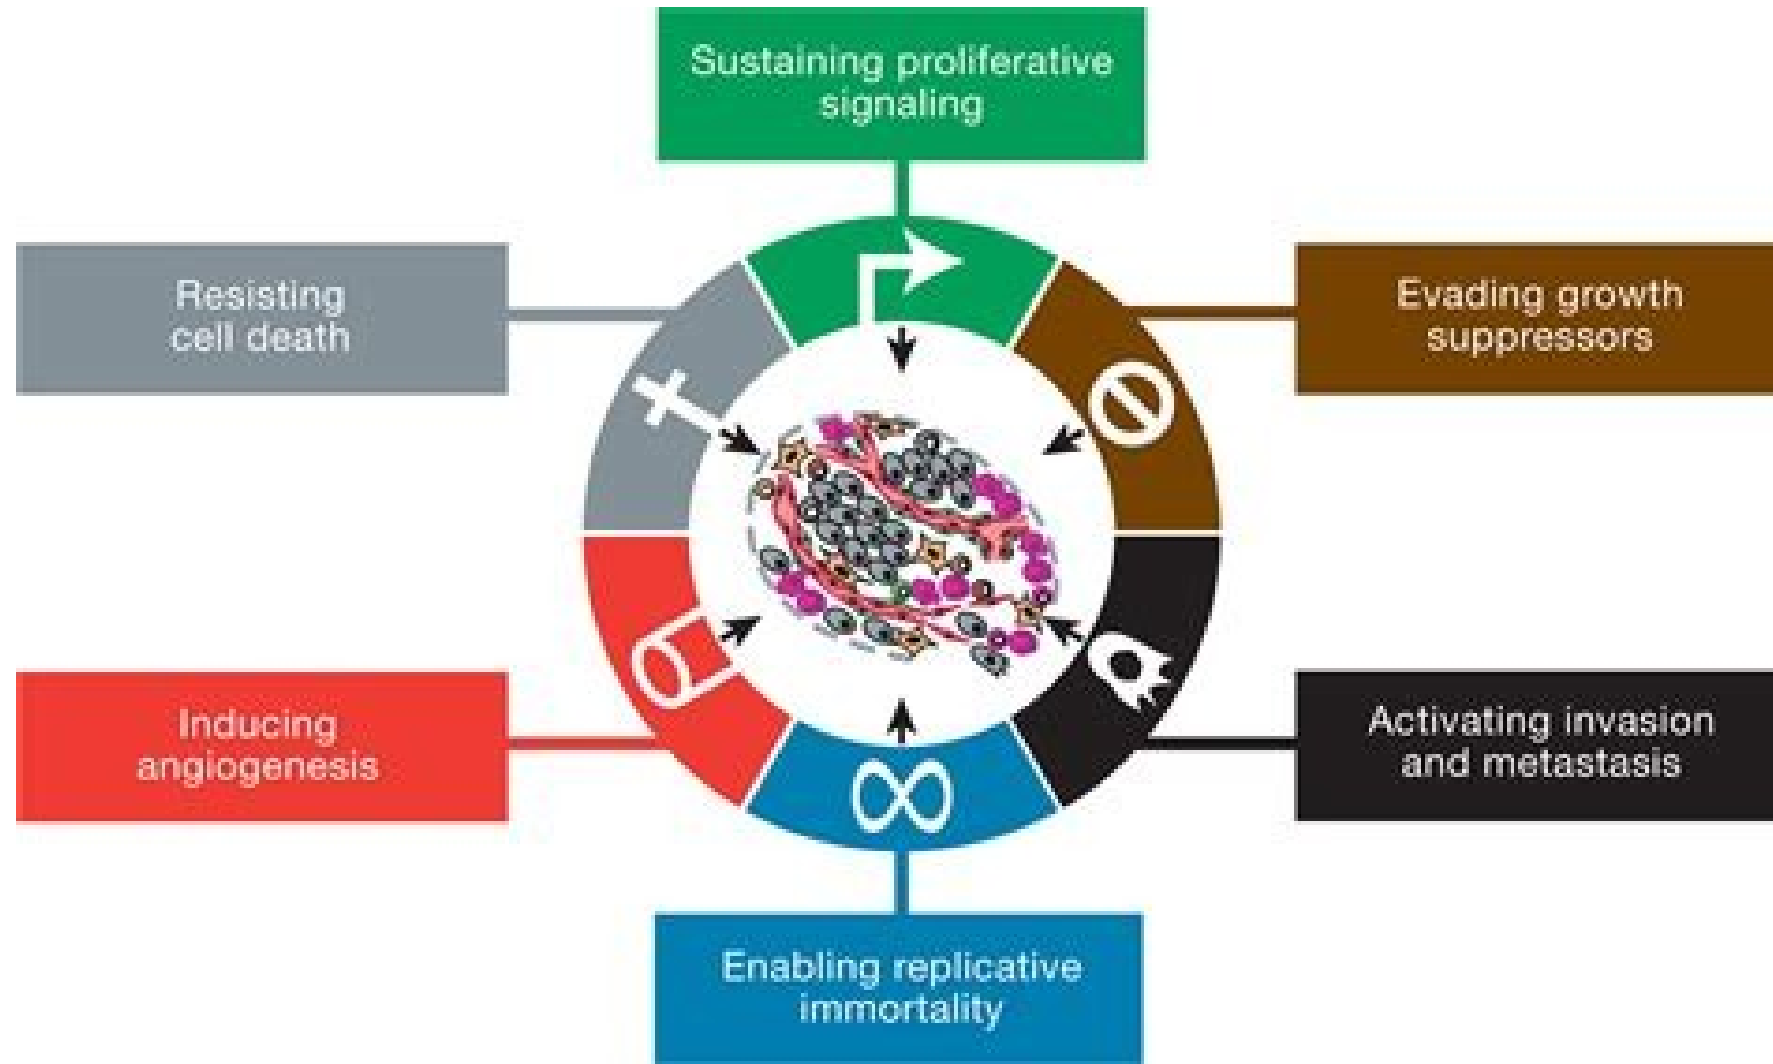 Sustaining proliferative
signaling
Resisting
cell death
Evading growth
suppressors
Inducing
angiogenesis
Activating invasion
and metastasis
Enabling replicative
immortality